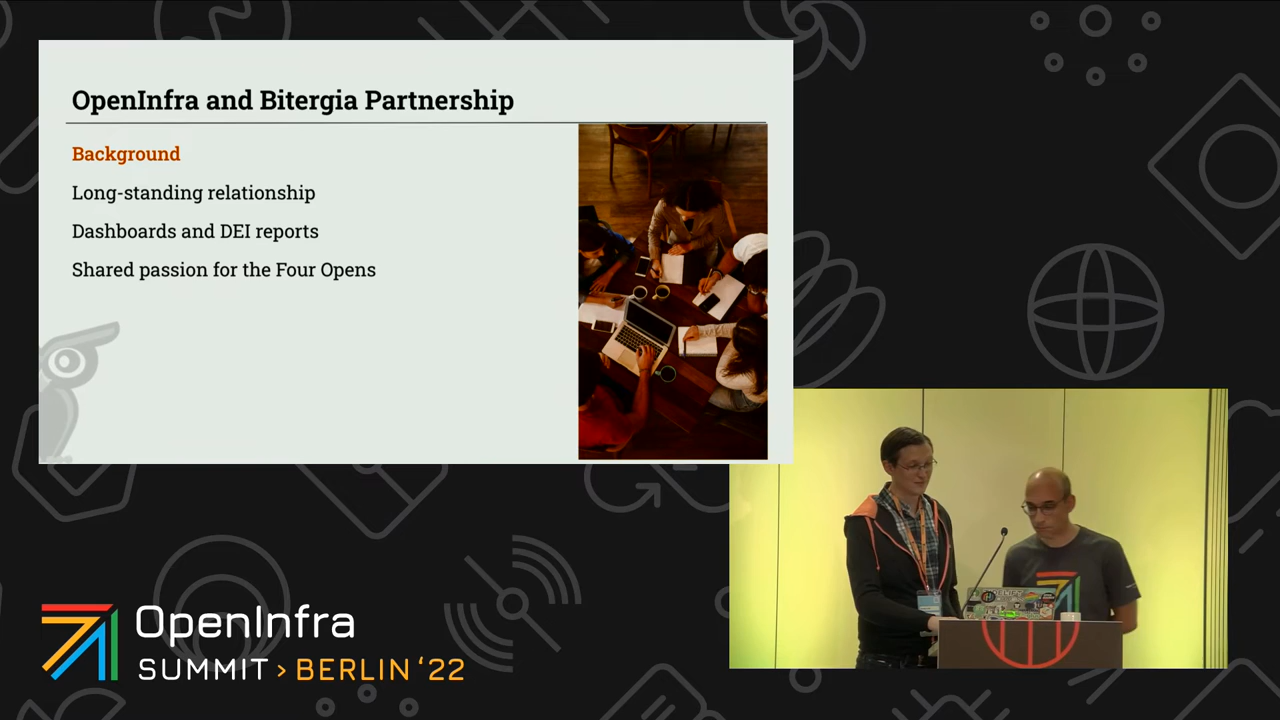 OpenInfra and Bitergia Partnership
Background
Long-standing relationship
Dashboards and DEI reports
Shared passion for the Four Opens
OpenInfra
SUMMIT > BERLIN '22